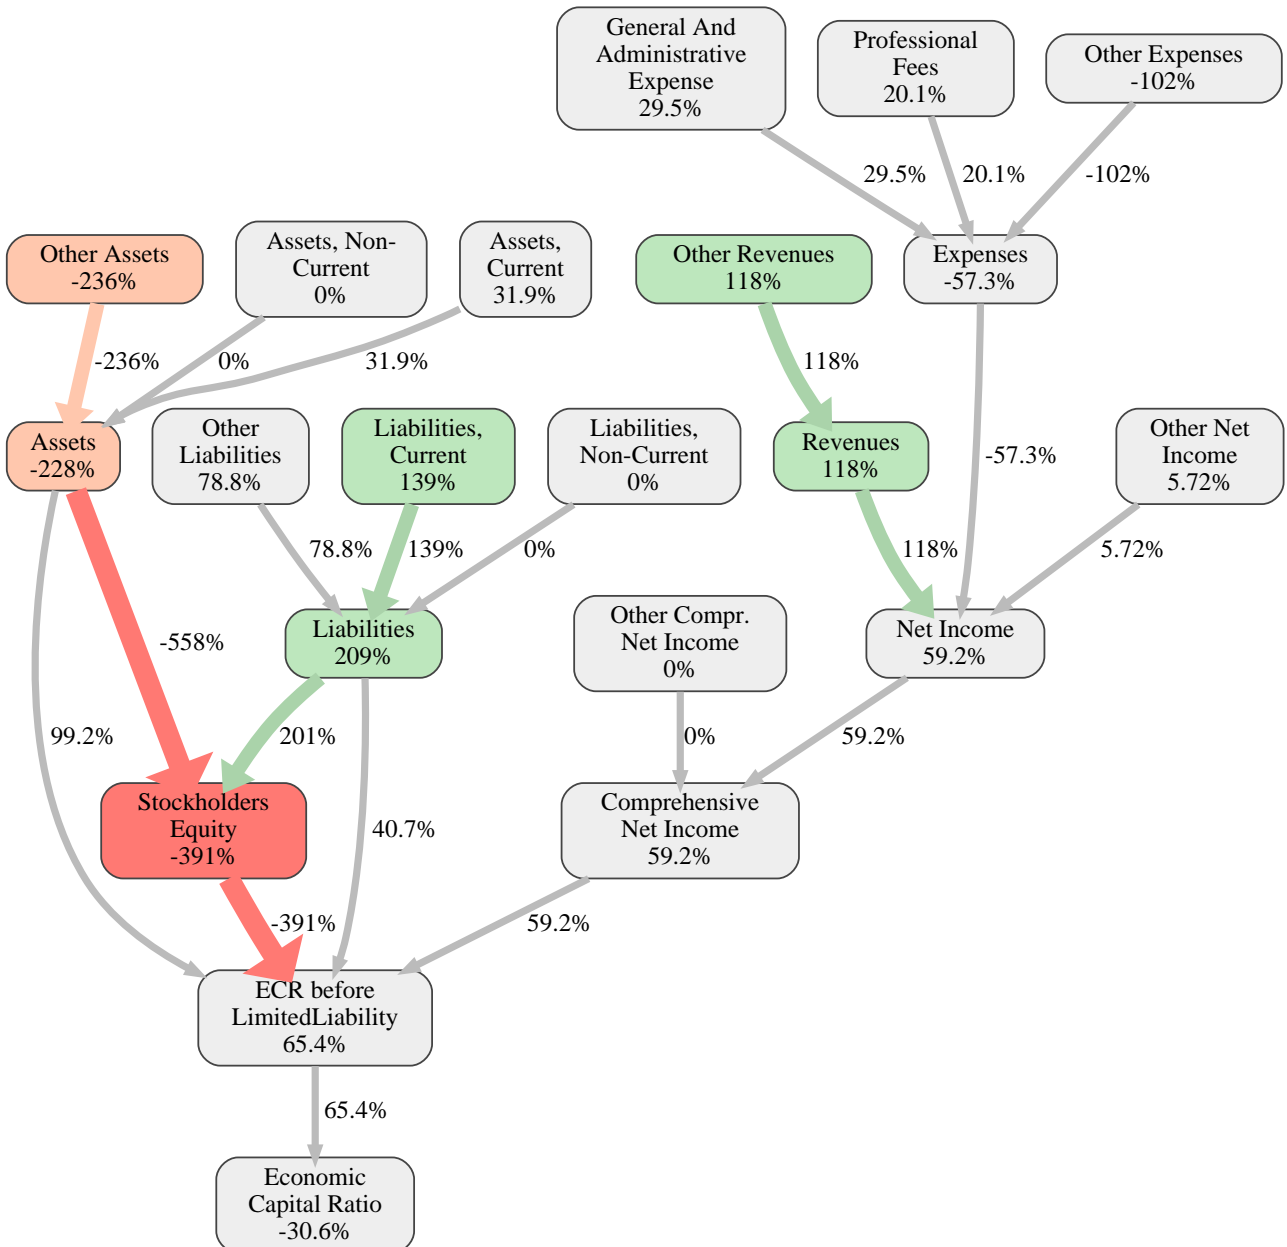 General And
Administrative
Expense
29.5%
Professional
Fees
20.1%
Other Expenses
-102%
29.5%
20.1%
-102%
Other Assets
-236%
Assets, Non-
Current
0%
Assets,
Current
31.9%
Other Revenues
118%
Expenses
-57.3%
-236%
0%
31.9%
118%
Assets
-228%
Other
Liabilities
78.8%
Liabilities,
Current
139%
Liabilities,
Non-Current
0%
Revenues
118%
-57.3%
Other Net
Income
5.72%
78.8%
139%
0%
118%
5.72%
-558%
Liabilities
209%
Other Compr.
Net Income
0%
Net Income
59.2%
99.2%
201%
0%
59.2%
Stockholders
Equity
-391%
40.7%
Comprehensive
Net Income
59.2%
-391%
59.2%
ECR before
LimitedLiability
65.4%
65.4%
Economic
Capital Ratio
-30.6%